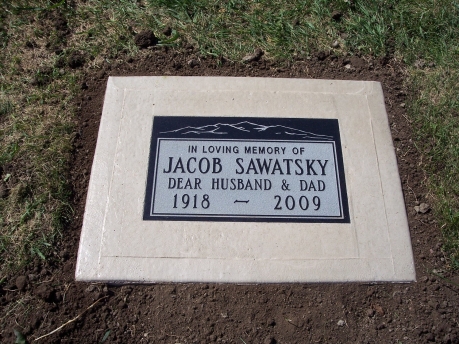 IN LOVING MEMORY OF
JACOB SAWATSKY
DEAR HUSBAND & DAD
1918 ~ 2009